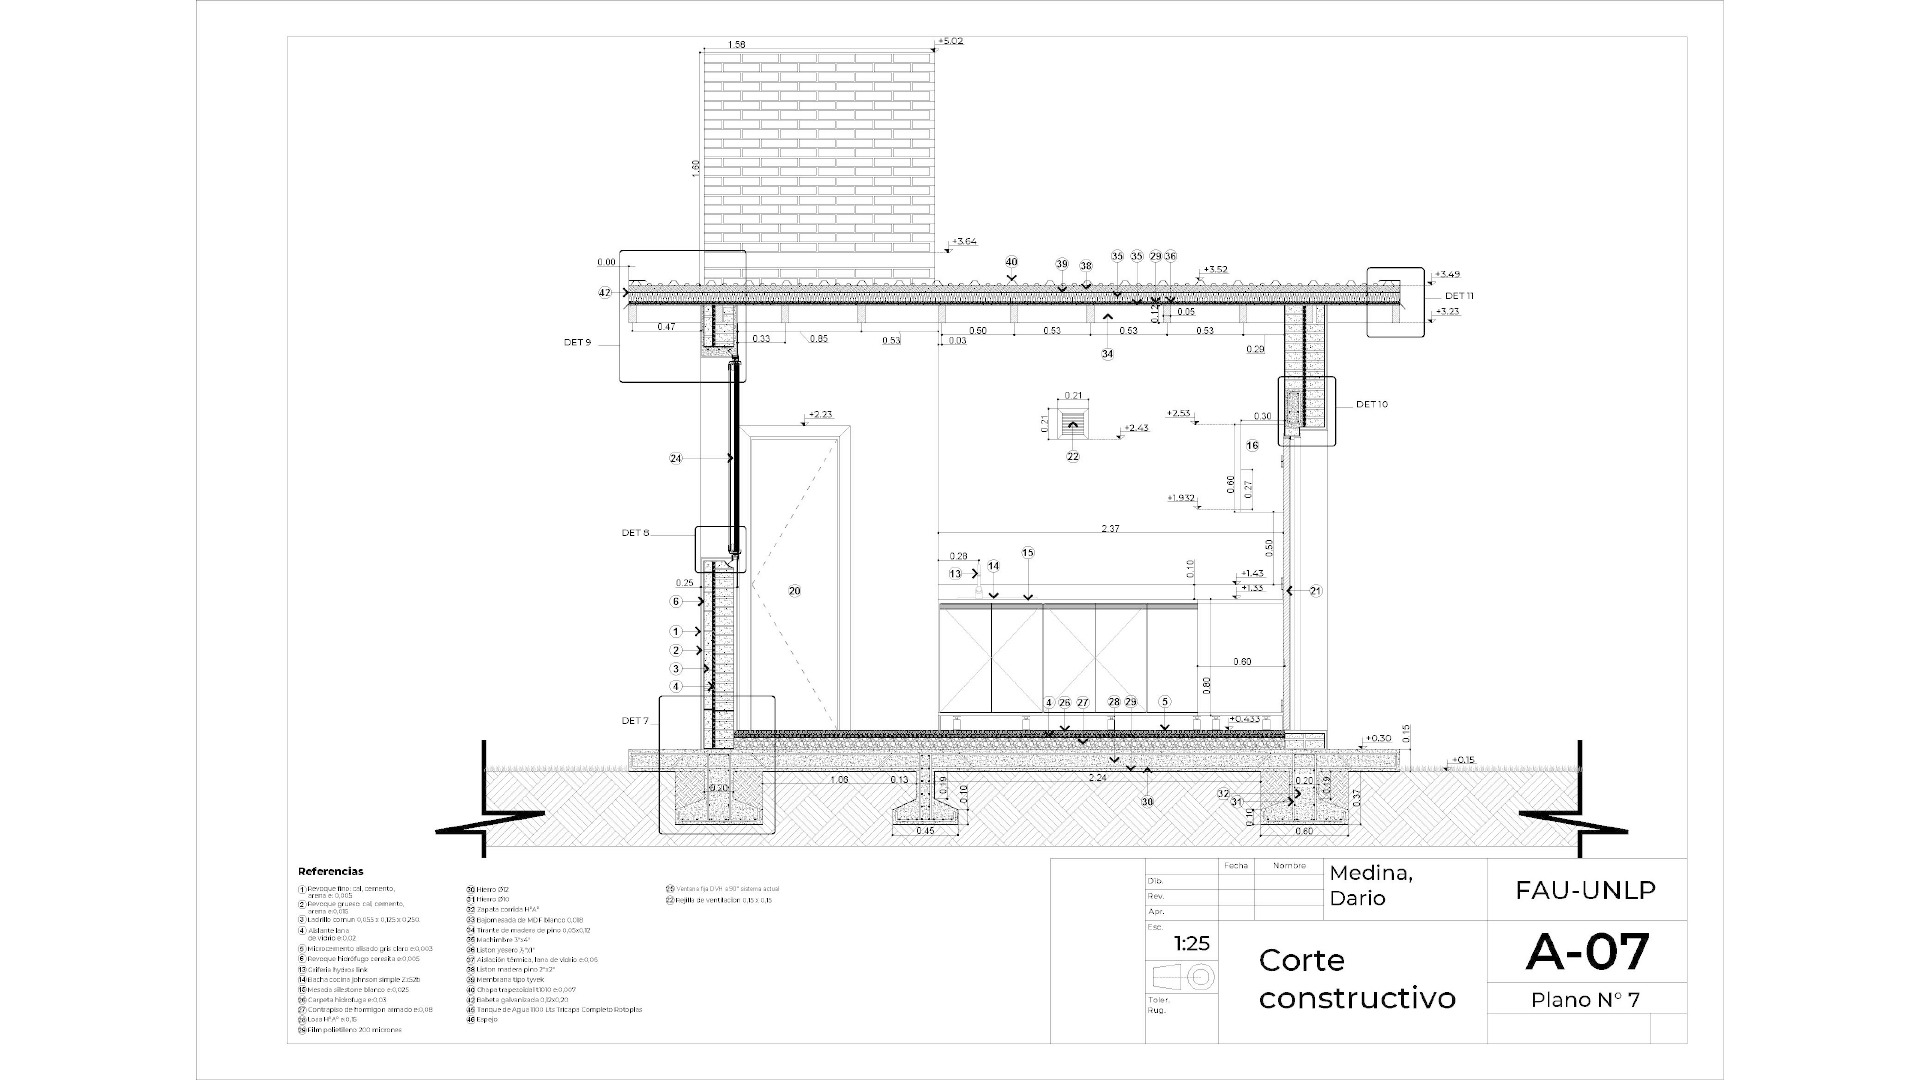 1.58
+5.02
1.60
+3.64
0.00
40
39
38
35
35
29
36
+3.52
+3.49
42
DET 11
+3.23
0.47
0.33
0.85
0.53
0.03
0.50
0.53
0.53
0.53
0.12
0.05
0.29
DET 9
34
0.21
0.21
+2.23
+2.53
0.30
DET 10
+2.43
22
16
24
0.60
0.27
+1.932
DET 8
2.37
0.50
0.28
15
14
13
0.10
+1.43
+1.33
0.25
20
21
6
1
2
3
4
0.60
0.80
DET 7
4
26
27
28
29
5
+0.433
0.15
+0.30
+0.15
1.06
0.13
0.19
0.10
2.24
0.20
0.20
0.19
0.37
32
31
30
0.10
0.45
0.60
Referencias
1 Revoque fino: cal, cemento,
arena e: 0,005
2 Revoque grueso: cal, cemento,
arena e:0,015
3 Ladrillo comun 0,055 x 0,125 x 0,250
4 Aislante lana
de vidrio e:0,02
5 Microcemento alisado gris claro e:0,003
6 Revoque hidrófugo ceresita e:0,005
13 Griferia hydros link
14 Bacha cocina johnson simple Zz52b
15 Mesada silestone blanco e:0,025
26 Carpeta hidrofuga e:0,03
27 Contrapiso de hormigon armado e:0,08
28 Losa H°A° e:0,15
29 Film polietileno 200 micrones
30 Hierro Ø12
31 Hierro Ø10
32 Zapata corrida H°A°
33 Bajomesada de MDF blanco 0,018
34 Tirante de madera de pino 0,05x0,12
35 Machimbre 3"x4"
36 Liston yesero ½"x1"
37 Aislación térmica, lana de vidrio e:0,05
38 Liston madera pino 2"x2"
39 Membrana tipo tyvek
40 Chapa trapezoidal t1010 e:0,007
42 Babeta galvanizada 0,12x0,20
45 Tanque de Agua 1100 Lts Tricapa Completo Rotoplas
46 Espejo
25 Ventana fija DVH a 90° sistema actual
22 Rejilla de ventilacion 0,15 x 0,15
Fecha
Nombre
Dib.
Rev.
Apr.
Esc.
1:25
Toler.
Rug.
Medina,
Dario
Corte
constructivo
FAU-UNLP
A-07
Plano N° 7